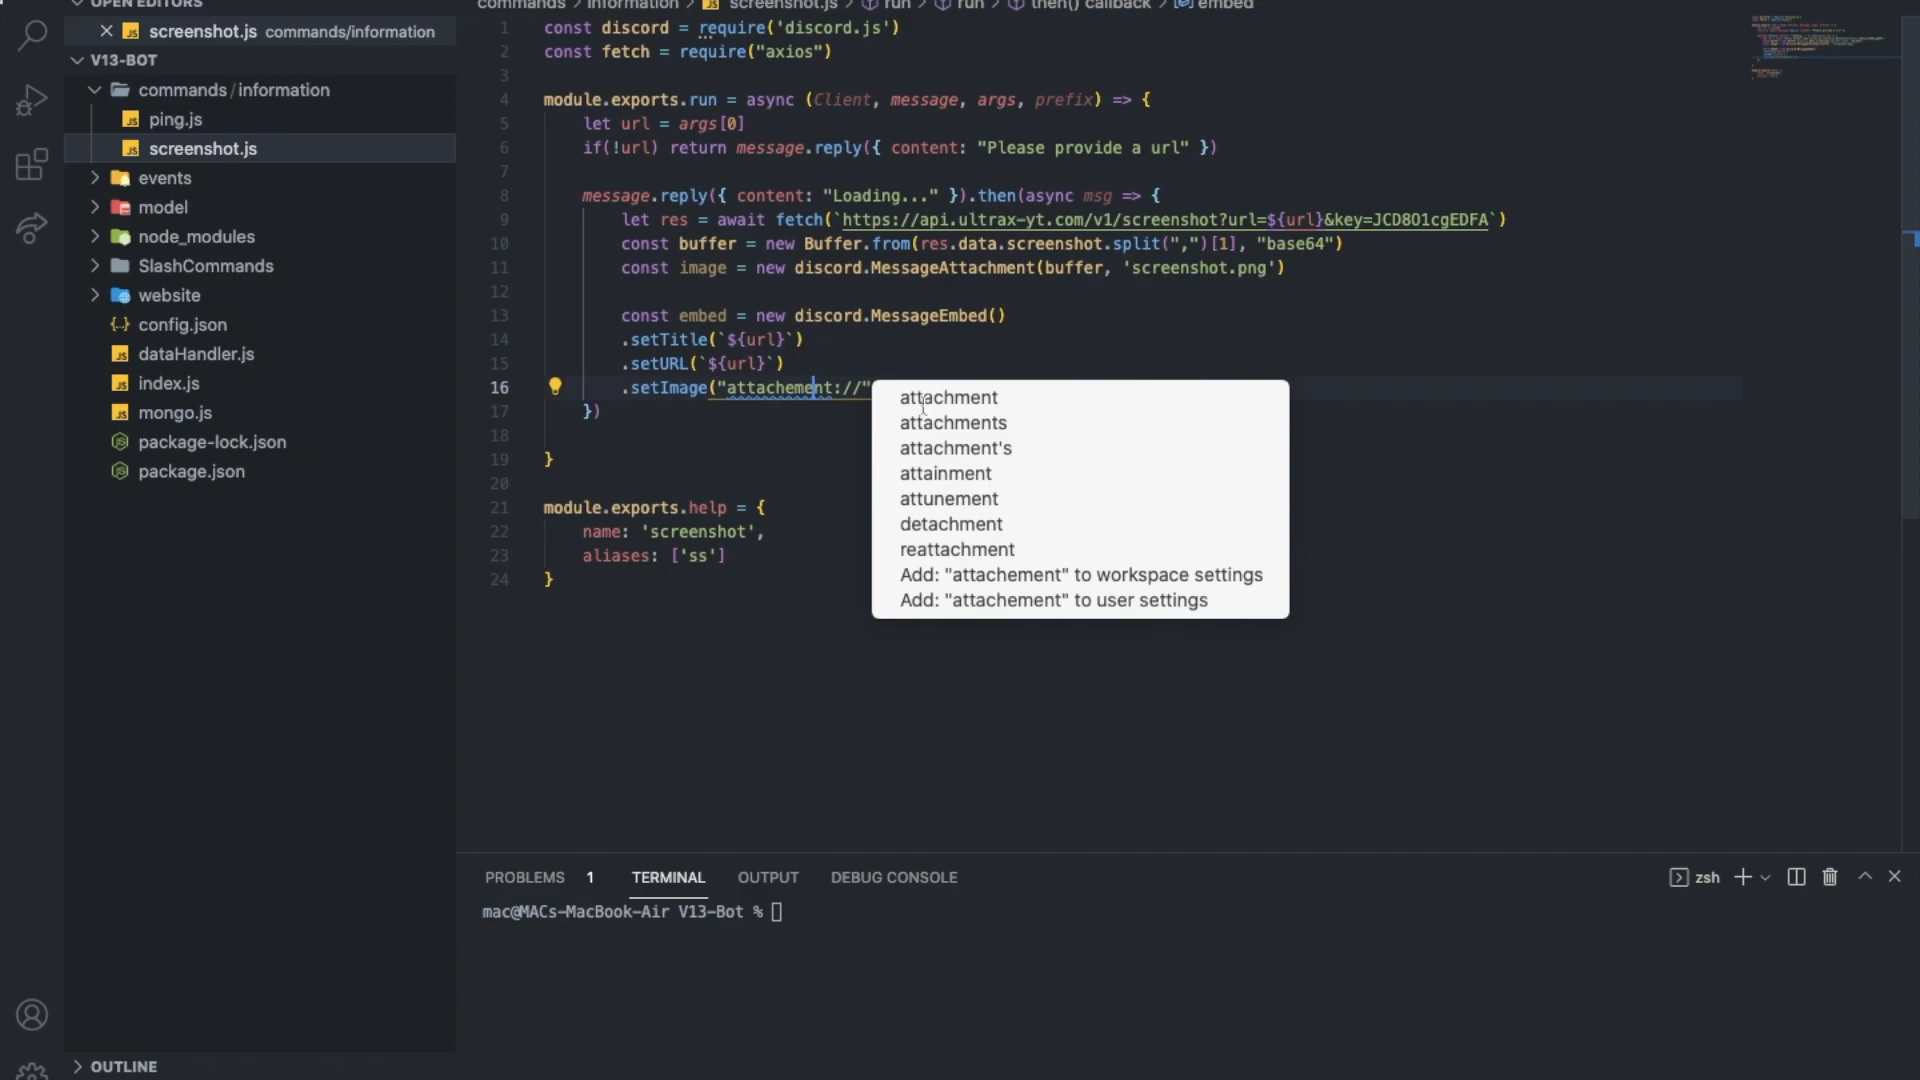 OPEN EDITORS
screenshot.js commands/information
V13-BOT
commands / information
ping.js
screenshot.js
events
model
node_modules
SlashCommands
website
config.json
dataHandler.js
index.js
mongo.js
package-lock.json
package.json
OUTLINE
commands > information > screenshot.js > run > run > then() callback > embed
1 const discord = require('discord.js')
2 const fetch = require("axios")
3
4 module.exports.run = async (Client, message, args, prefix) => {
5 let url = args[0]
6 if(!url) return message.reply({ content: "Please provide a url" })
7
8 message.reply({ content: "Loading..." }).then(async msg => {
9 let res = await fetch(`https://api.ultrax-yt.com/v1/screenshot?url=${url}&key=JCD8O1cgEDFA`)
10 const buffer = new Buffer.from(res.data.screenshot.split(",")[1], "base64")
11 const image = new discord.MessageAttachment(buffer, 'screenshot.png')
12
13 const embed = new discord.MessageEmbed()
14 .setTitle(`${url}`)
15 .setURL(`${url}`)
16 .setImage("attachement://"
17 })
18
19 }
20
21 module.exports.help = {
22 name: 'screenshot',
23 aliases: ['ss']
24 }
attachment
attachments
attachment's
attainment
attunement
detachment
reattachment
Add: "attachement" to workspace settings
Add: "attachement" to user settings
PROBLEMS 1 TERMINAL OUTPUT DEBUG CONSOLE
zsh
mac@MACs-MacBook-Air V13-Bot %